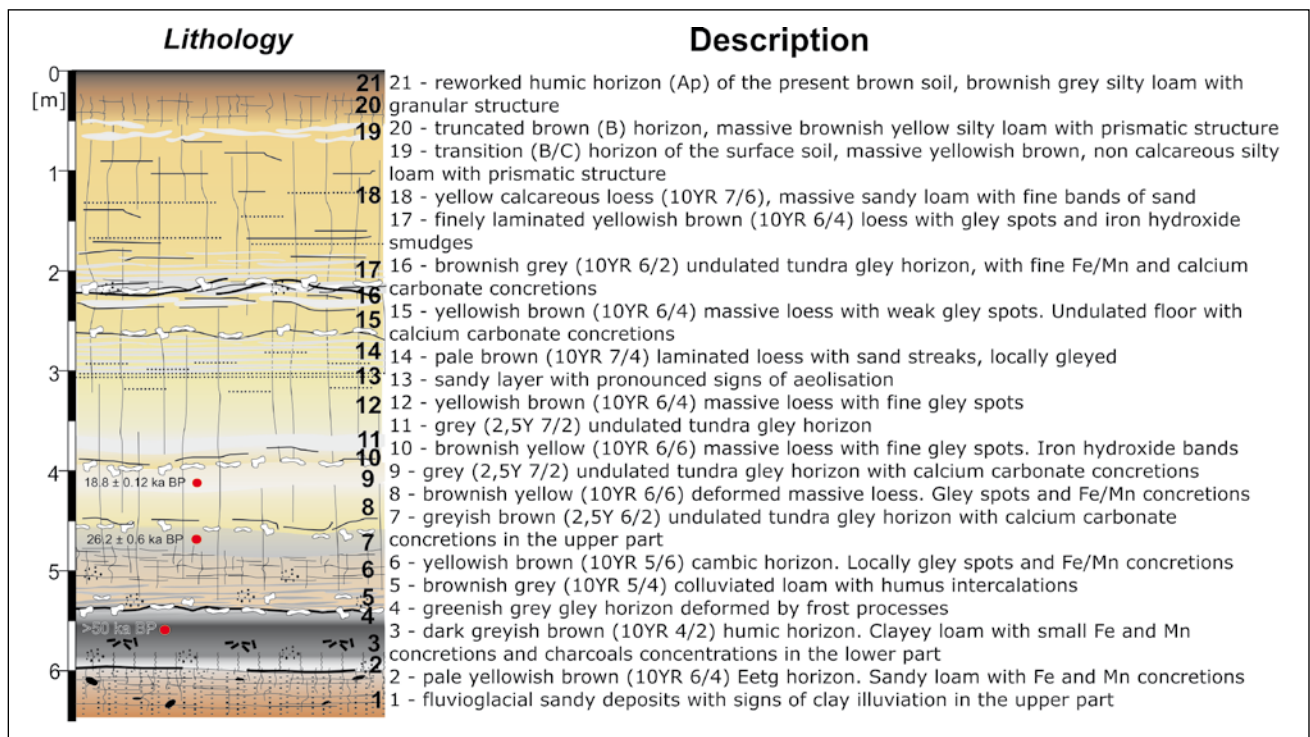 Lithology
Description
0
[m]
1
2
3
4
5
6
21
20
19
18
17
16
15
14
13
12
11
10
9
8
7
6
5
4
3
2
1
18.8 ± 0.12 ka BP
26.2 ± 0.6 ka BP
>50 ka BP
21 - reworked humic horizon (Ap) of the present brown soil, brownish grey silty loam with
granular structure
20 - truncated brown (B) horizon, massive brownish yellow silty loam with prismatic structure
19 - transition (B/C) horizon of the surface soil, massive yellowish brown, non calcareous silty
loam with prismatic structure
18 - yellow calcareous loess (10YR 7/6), massive sandy loam with fine bands of sand
17 - finely laminated yellowish brown (10YR 6/4) loess with gley spots and iron hydroxide
smudges
16 - brownish grey (10YR 6/2) undulated tundra gley horizon, with fine Fe/Mn and calcium
carbonate concretions
15 - yellowish brown (10YR 6/4) massive loess with weak gley spots. Undulated floor with
calcium carbonate concretions
14 - pale brown (10YR 7/4) laminated loess with sand streaks, locally gleyed
13 - sandy layer with pronounced signs of aeolisation
12 - yellowish brown (10YR 6/4) massive loess with fine gley spots
11 - grey (2,5Y 7/2) undulated tundra gley horizon
10 - brownish yellow (10YR 6/6) massive loess with fine gley spots. Iron hydroxide bands
9 - grey (2,5Y 7/2) undulated tundra gley horizon with calcium carbonate concretions
8 - brownish yellow (10YR 6/6) deformed massive loess. Gley spots and Fe/Mn concretions
7 - greyish brown (2,5Y 6/2) undulated tundra gley horizon with calcium carbonate
concretions in the upper part
6 - yellowish brown (10YR 5/6) cambic horizon. Locally gley spots and Fe/Mn concretions
5 - brownish grey (10YR 5/4) colluviated loam with humus intercalations
4 - greenish grey gley horizon deformed by frost processes
3 - dark greyish brown (10YR 4/2) humic horizon. Clayey loam with small Fe and Mn
concretions and charcoals concentrations in the lower part
2 - pale yellowish brown (10YR 6/4) Eetg horizon. Sandy loam with Fe and Mn concretions
1 - fluvioglacial sandy deposits with signs of clay illuviation in the upper part